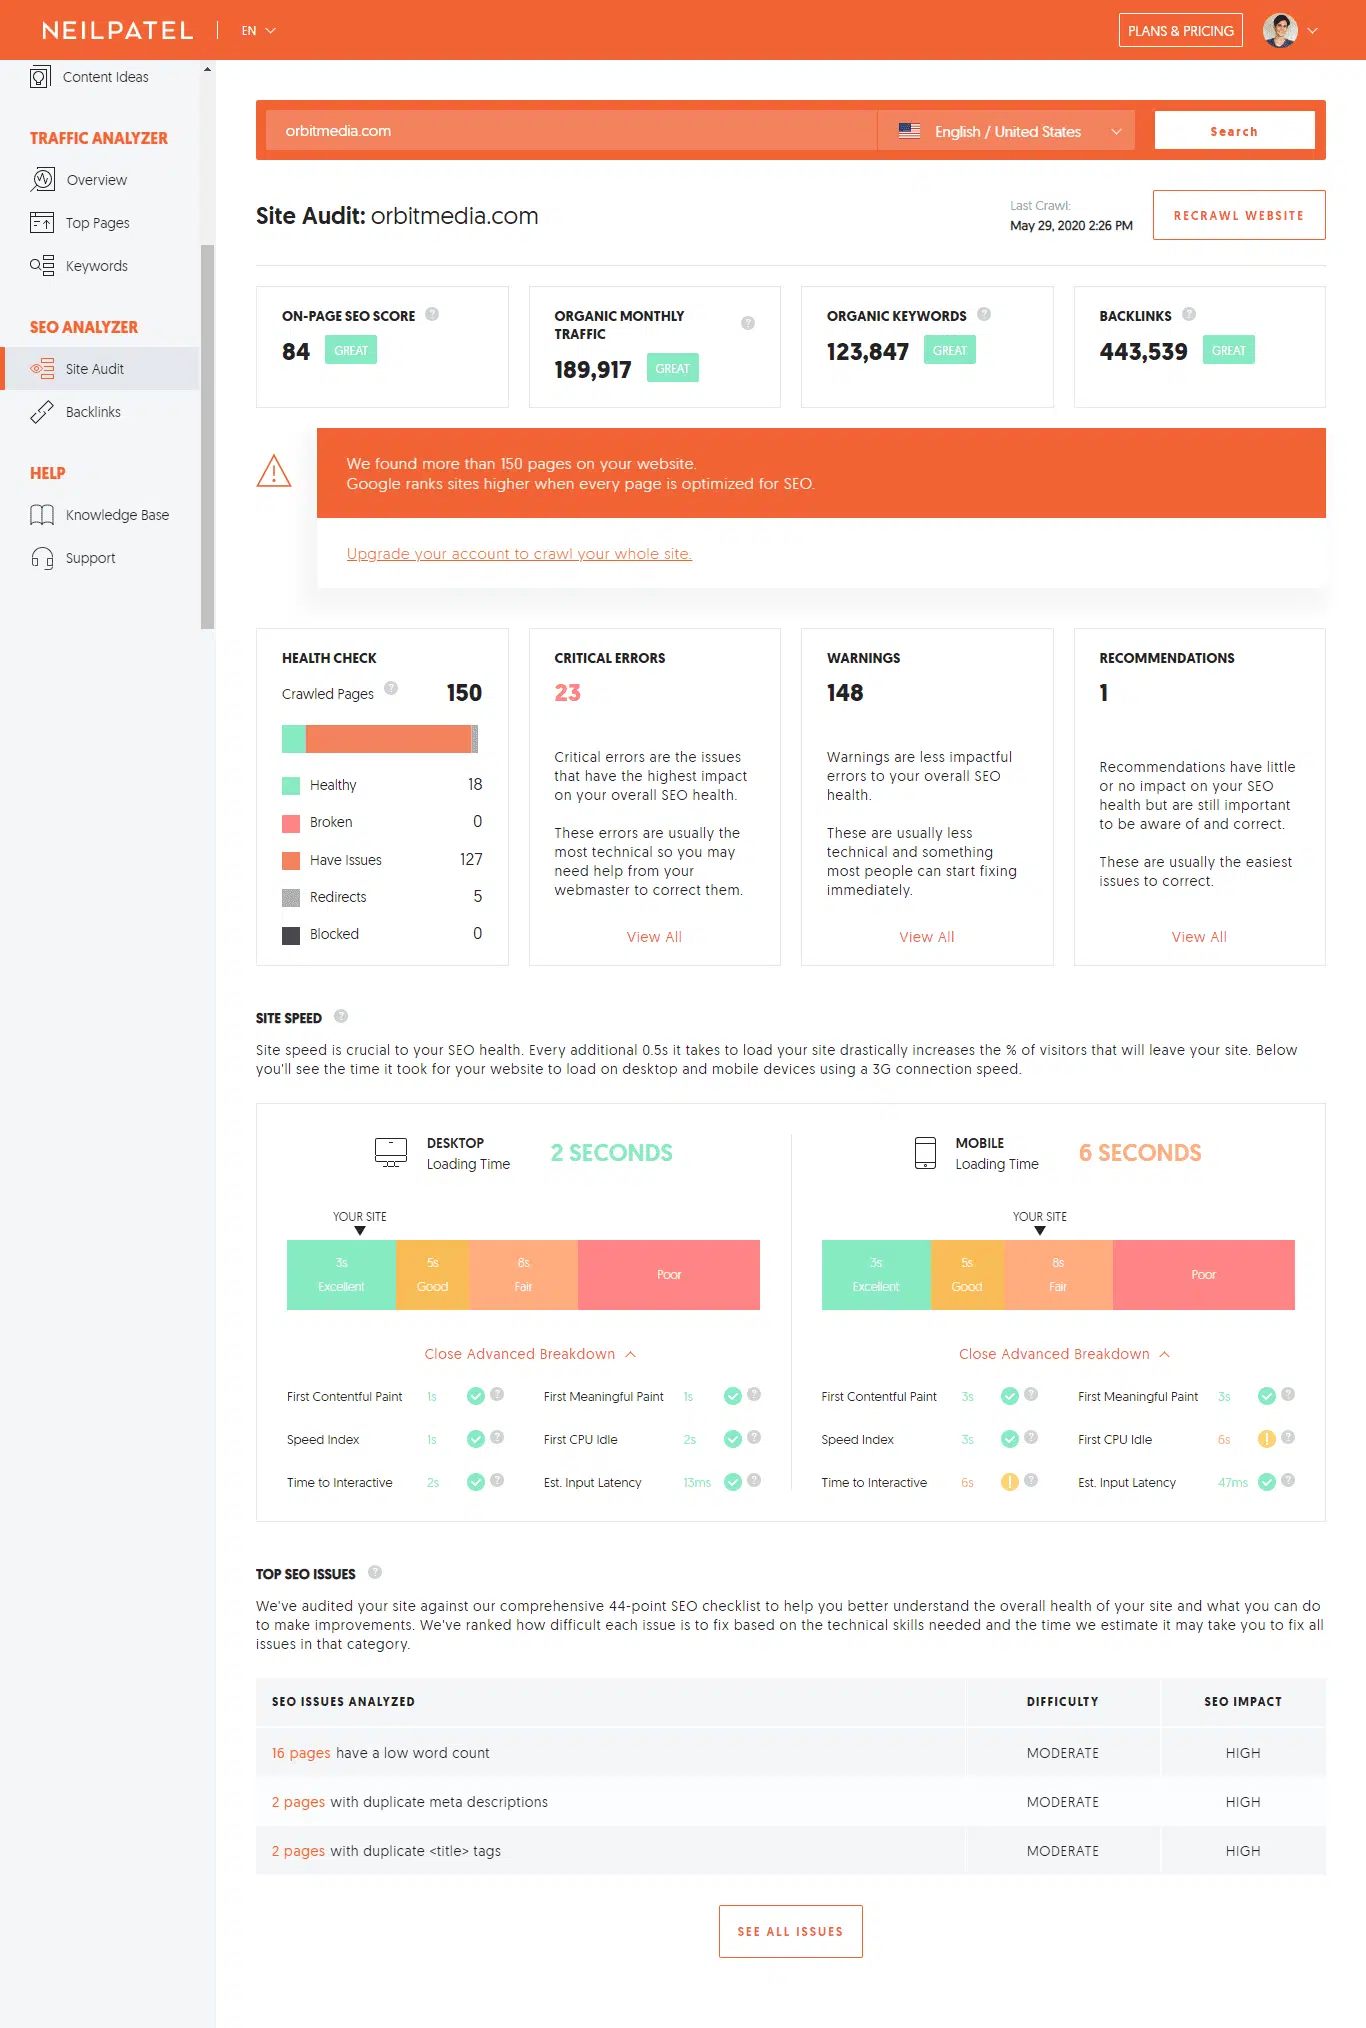 NEILPATEL
EN
PLANS & PRICING
Content Ideas
TRAFFIC ANALYZER
Overview
Top Pages
Keywords
SEO ANALYZER
Site Audit
Backlinks
HELP
Knowledge Base
Support
orbitmedia.com
English / United States
Search
Site Audit: orbitmedia.com
Last Crawl:
May 29, 2020 2:26 PM
RECRAWL WEBSITE
ON-PAGE SEO SCORE ?
84 GREAT
ORGANIC MONTHLY
TRAFFIC ?
189,917 GREAT
ORGANIC KEYWORDS ?
123,847 GREAT
BACKLINKS ?
443,539 GREAT
We found more than 150 pages on your website.
Google ranks sites higher when every page is optimized for SEO.
Upgrade your account to crawl your whole site.
HEALTH CHECK
Crawled Pages ? 150
Healthy 18
Broken 0
Have Issues 127
Redirects 5
Blocked 0
CRITICAL ERRORS
23
Critical errors are the issues
that have the highest impact
on your overall SEO health.
These errors are usually the
most technical so you may
need help from your
webmaster to correct them.
View All
WARNINGS
148
Warnings are less impactful
errors to your overall SEO
health.
These are usually less
technical and something
most people can start fixing
immediately.
View All
RECOMMENDATIONS
1
Recommendations have little
or no impact on your SEO
health but are still important
to be aware of and correct.
These are usually the easiest
issues to correct.
View All
SITE SPEED ?
Site speed is crucial to your SEO health. Every additional 0.5s it takes to load your site drastically increases the % of visitors that will leave your site. Below
you'll see the time it took for your website to load on desktop and mobile devices using a 3G connection speed.
DESKTOP
Loading Time
2 SECONDS
YOUR SITE
3s 5s 8s
Excellent Good Fair Poor
Close Advanced Breakdown
First Contentful Paint 1s ? First Meaningful Paint 1s ?
Speed Index 1s ? First CPU Idle 2s ?
Time to Interactive 2s ? Est. Input Latency 13ms ?
MOBILE
Loading Time
6 SECONDS
YOUR SITE
3s 5s 8s
Excellent Good Fair Poor
Close Advanced Breakdown
First Contentful Paint 3s ? First Meaningful Paint 3s ?
Speed Index 3s ? First CPU Idle 6s ! ?
Time to Interactive 6s ! ? Est. Input Latency 47ms ?
TOP SEO ISSUES ?
We've audited your site against our comprehensive 44-point SEO checklist to help you better understand the overall health of your site and what you can do
to make improvements. We've ranked how difficult each issue is to fix based on the technical skills needed and the time we estimate it may take you to fix all
issues in that category.
SEO ISSUES ANALYZED DIFFICULTY SEO IMPACT
16 pages have a low word count MODERATE HIGH
2 pages with duplicate meta descriptions MODERATE HIGH
2 pages with duplicate <title> tags MODERATE HIGH
SEE ALL ISSUES